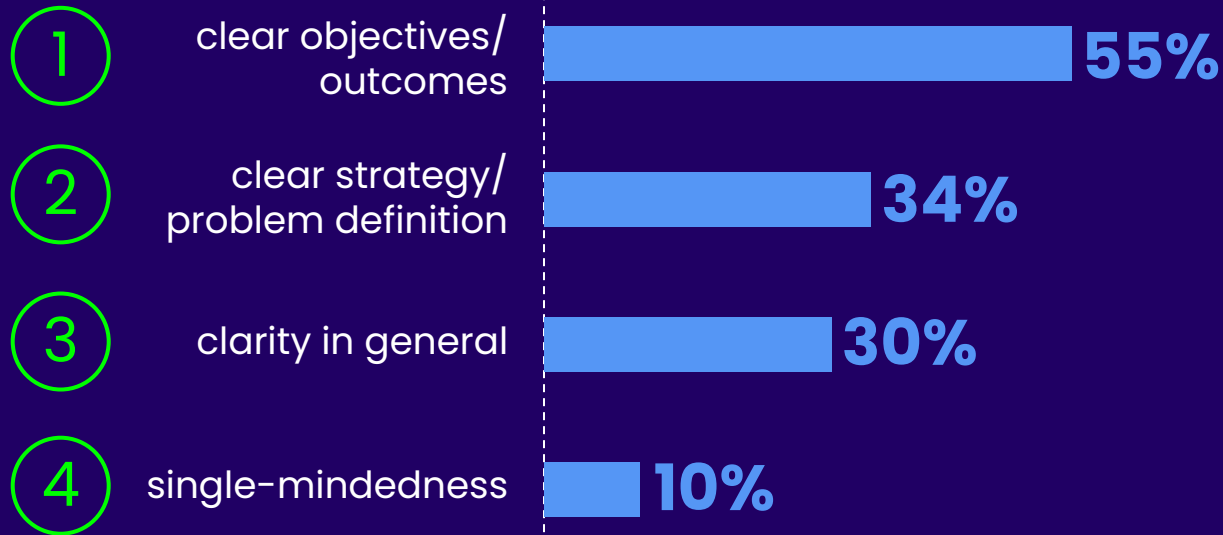 1
clear objectives/
outcomes
55%
2
clear strategy/
problem definition
34%
3
clarity in general
30%
4
single-mindedness
10%